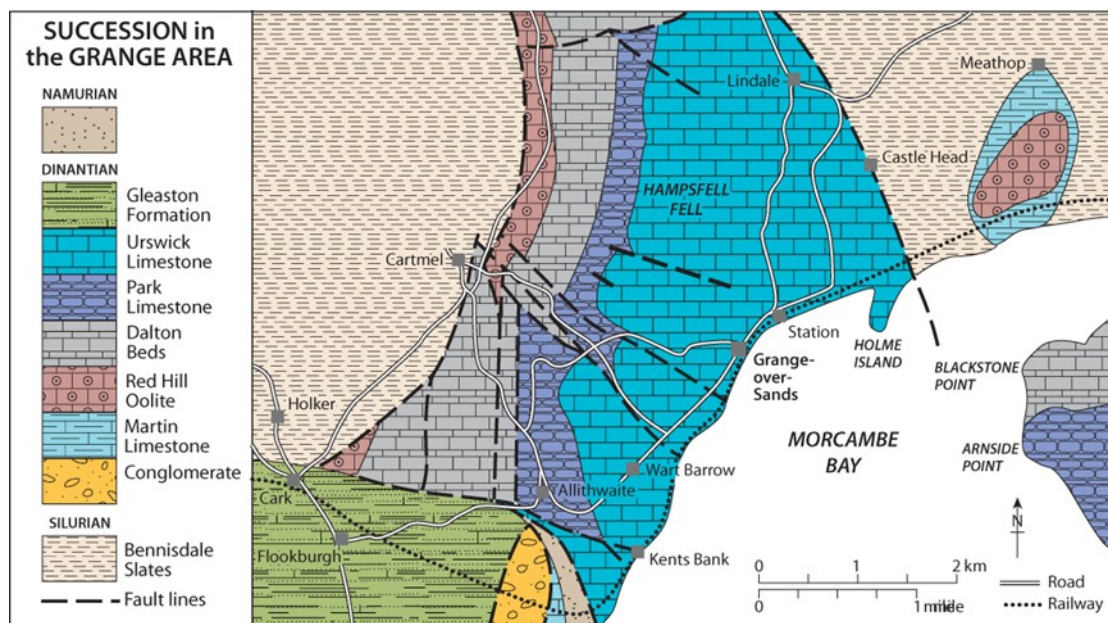 SUCCESSION in
the GRANGE AREA
NAMURIAN
DINANTIAN
Gleaston
Formation
Urswick
Limestone
Park
Limestone
Dalton
Beds
Red Hill
Oolite
Martin
Limestone
Conglomerate
SILURIAN
Bennisdale
Slates
Fault lines
Lindale
Meathop
Castle Head
HAMPSFELL
FELL
Cartmel
Station
HOLME
ISLAND
BLACKSTONE
POINT
Grange-
over-
Sands
Holker
MORCAMBE
BAY
ARNSIDE
POINT
Wart Barrow
Cark
Allithwaite
Flookburgh
Kents Bank
N
0 2 km
0 1 mile
Road
Railway